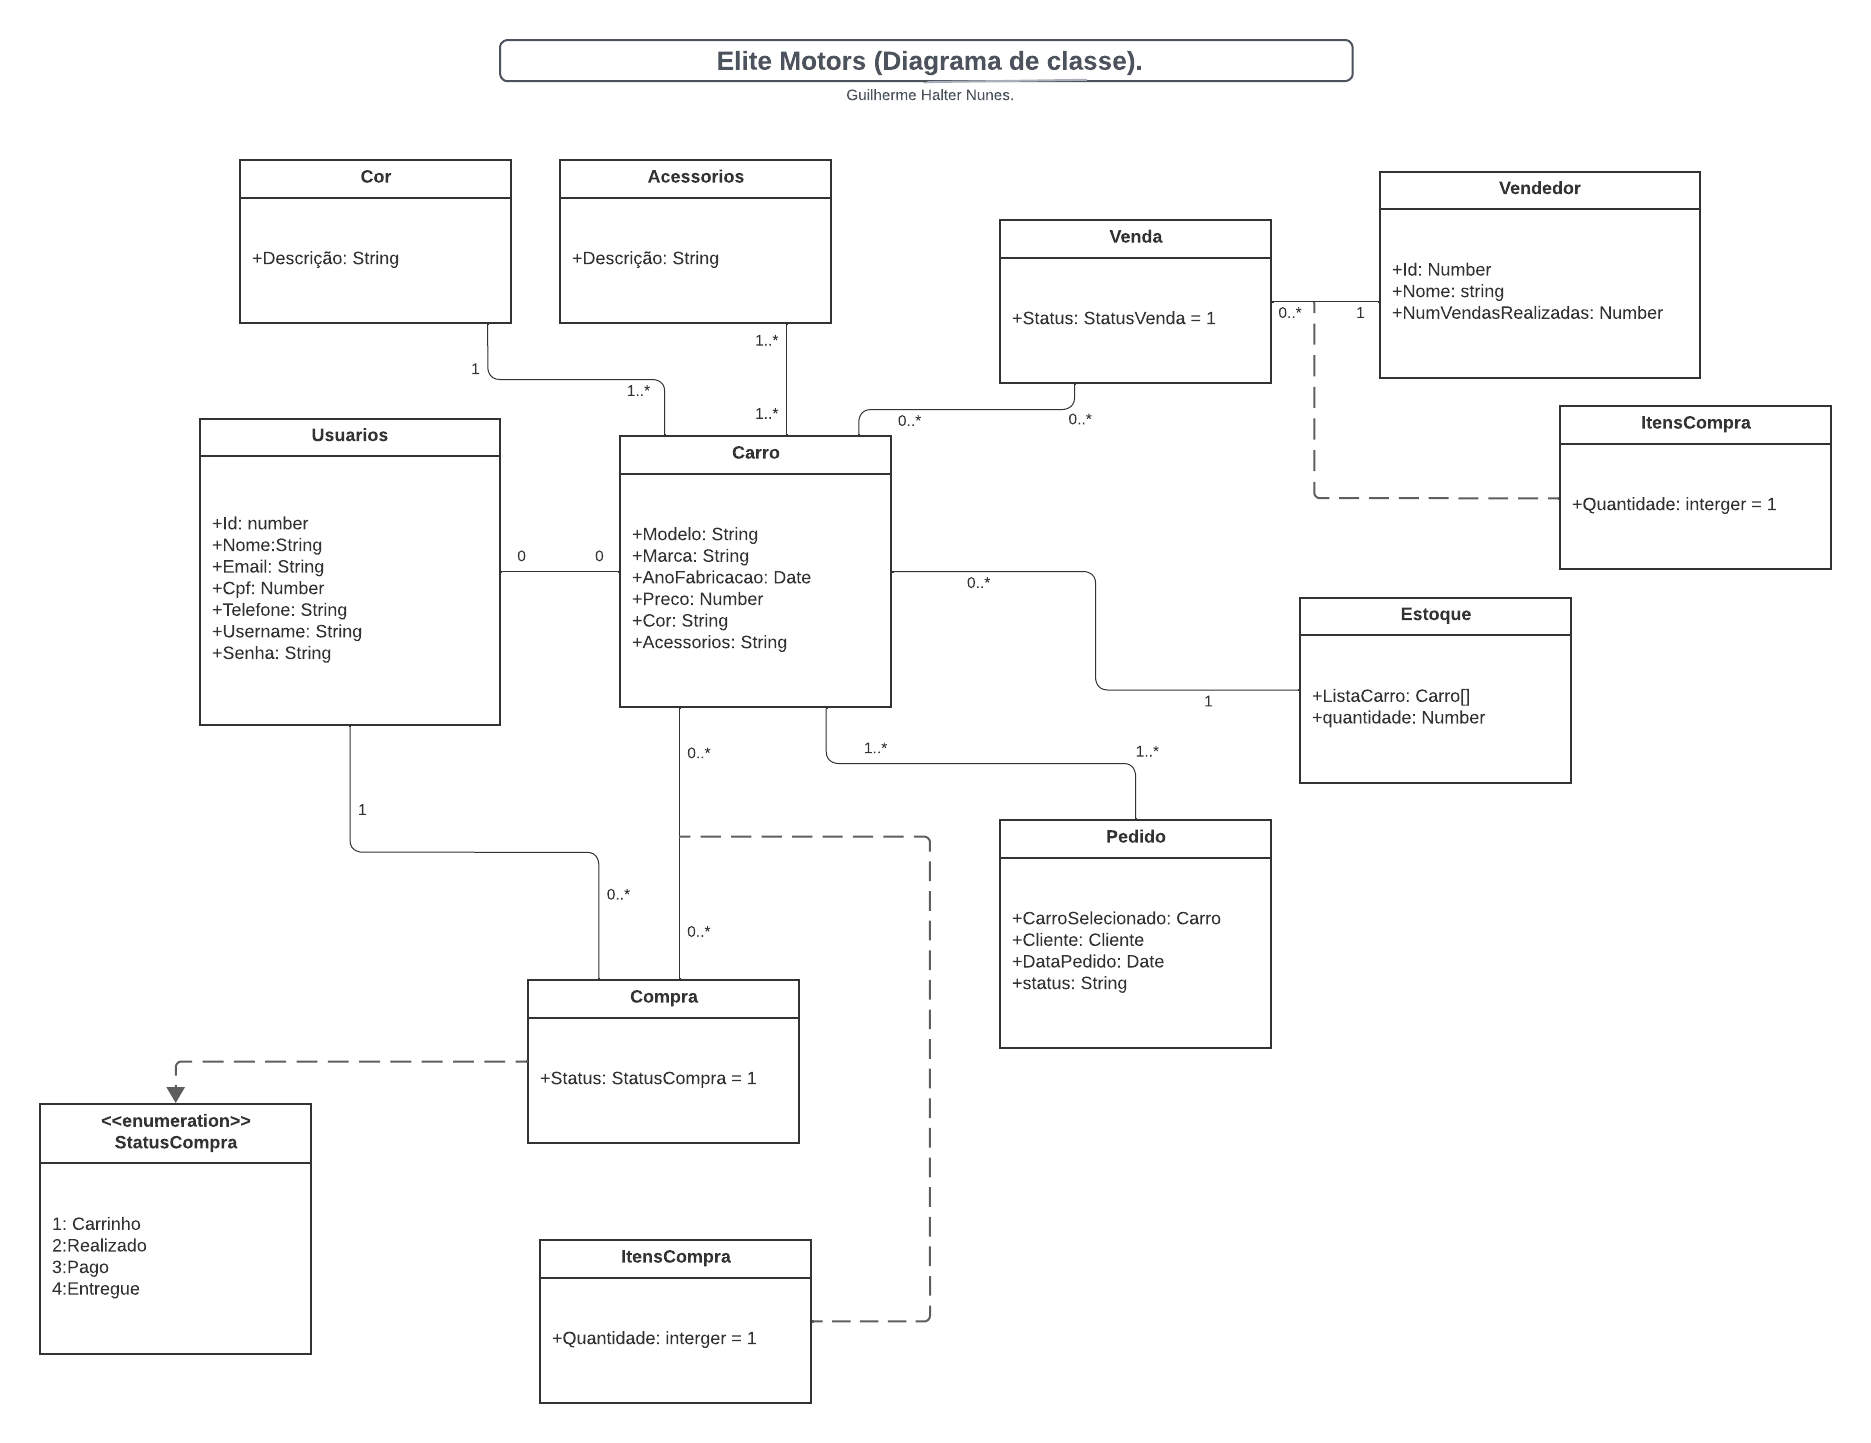 Elite Motors (Diagrama de classe).
Guilherme Halter Nunes.
Cor
+Descrição: String
Acessorios
+Descrição: String
Venda
+Status: StatusVenda = 1
Vendedor
+Id: Number
+Nome: string
+NumVendasRealizadas: Number
0..*
1
1
1..*
1..*
1..*
0..*
0..*
ItensCompra
+Quantidade: interger = 1
Usuarios
+Id: number
+Nome:String
+Email: String
+Cpf: Number
+Telefone: String
+Username: String
+Senha: String
0
0
Carro
+Modelo: String
+Marca: String
+AnoFabricacao: Date
+Preco: Number
+Cor: String
+Acessorios: String
0..*
1
Estoque
+ListaCarro: Carro[]
+quantidade: Number
0..*
1..*
1..*
1
0..*
0..*
Pedido
+CarroSelecionado: Carro
+Cliente: Cliente
+DataPedido: Date
+status: String
Compra
+Status: StatusCompra = 1
<<enumeration>>
StatusCompra
1: Carrinho
2:Realizado
3:Pago
4:Entregue
ItensCompra
+Quantidade: interger = 1